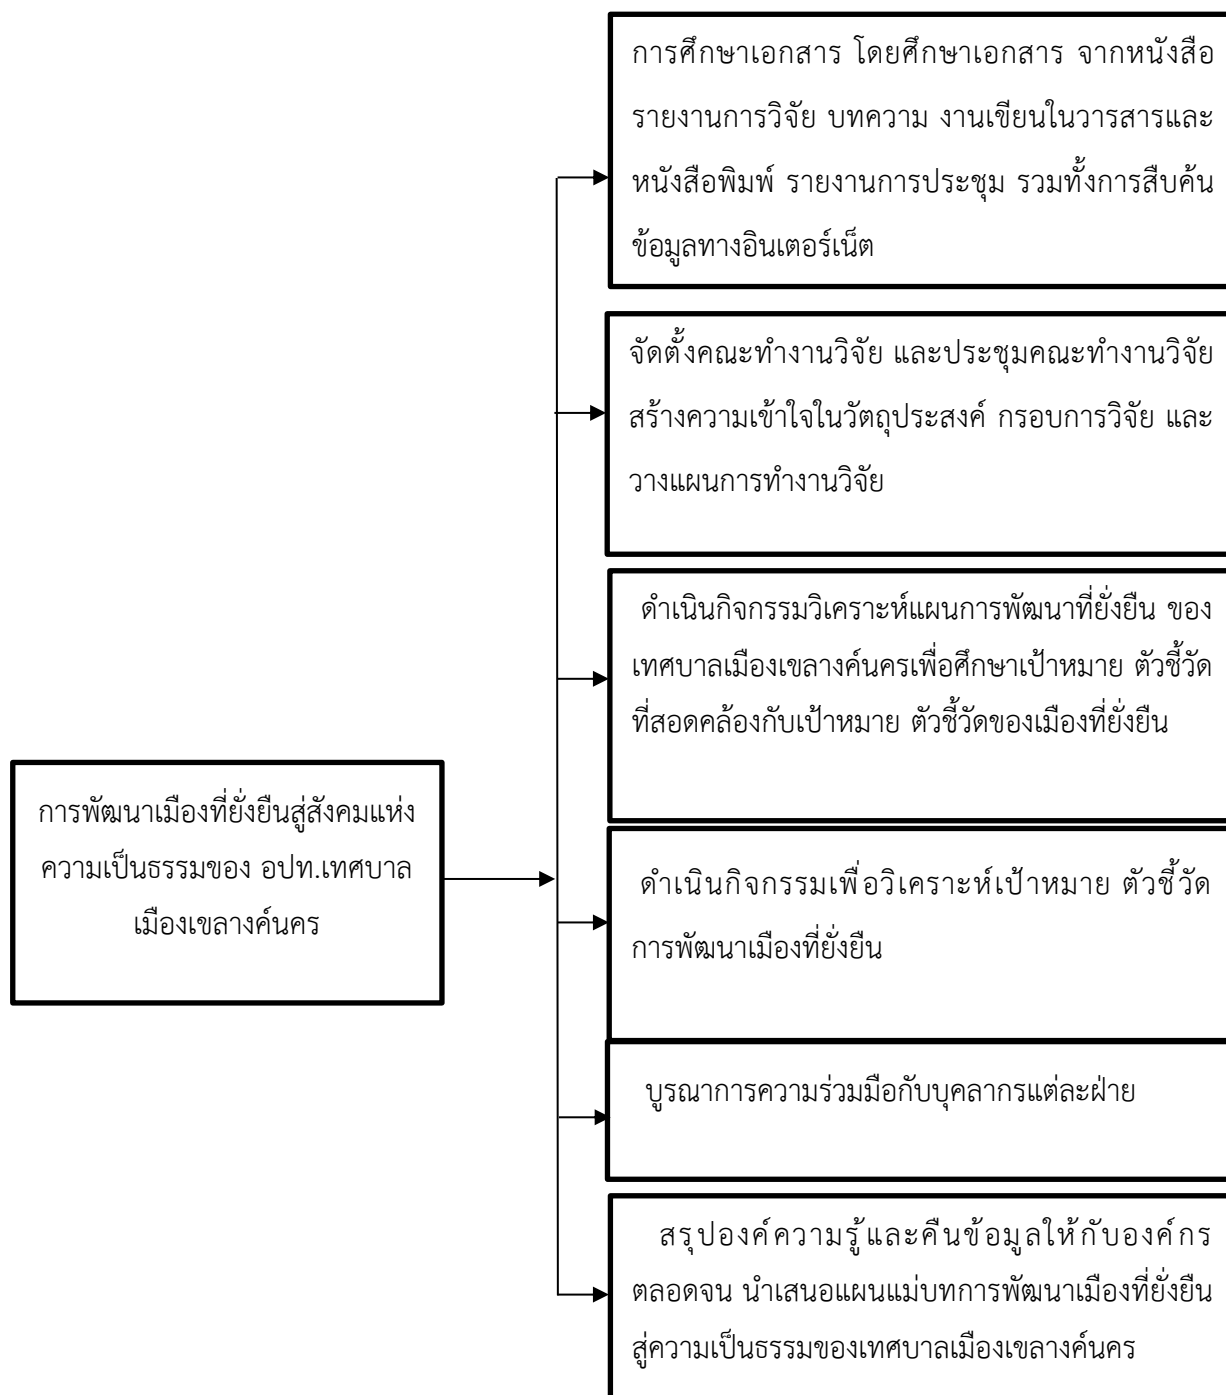 การศึกษาเอกสาร โดยศึกษาเอกสาร จากหนังสือ
รายงานการวิจัย บทความ งานเขียนในวารสารและ
หนังสือพิมพ์ รายงานการประชุม รวมทั้งการสืบค้น
ข้อมูลทางอินเตอร์เน็ต
จัดตั้งคณะทำงานวิจัย และประชุมคณะทำงานวิจัย
สร้างความเข้าใจในวัตถุประสงค์ กรอบการวิจัย และ
วางแผนการทำงานวิจัย
ดำเนินกิจกรรมวิเคราะห์แผนการพัฒนาที่ยั่งยืน ของ
เทศบาลเมืองเขลางค์นครเพื่อศึกษาเป้าหมาย ตัวชี้วัด
ที่สอดคล้องกับเป้าหมาย ตัวชี้วัดของเมืองที่ยั่งยืน
การพัฒนาเมืองที่ยั่งยืนสู่สังคมแห่ง
ความเป็นธรรมของ อปท.เทศบาล
เมืองเขลางค์นคร
ดำเนินกิจกรรมเพื่อวิเคราะห์เป้าหมาย ตัวชี้วัด
การพัฒนาเมืองที่ยั่งยืน
บูรณาการความร่วมมือกับบุคลากรแต่ละฝ่าย
สรุปองค์ความรู้และคืนข้อมูลให้กับองค์กร
ตลอดจน นำเสนอแผนแม่บทการพัฒนาเมืองที่ยั่งยืน
สู่ความเป็นธรรมของเทศบาลเมืองเขลางค์นคร